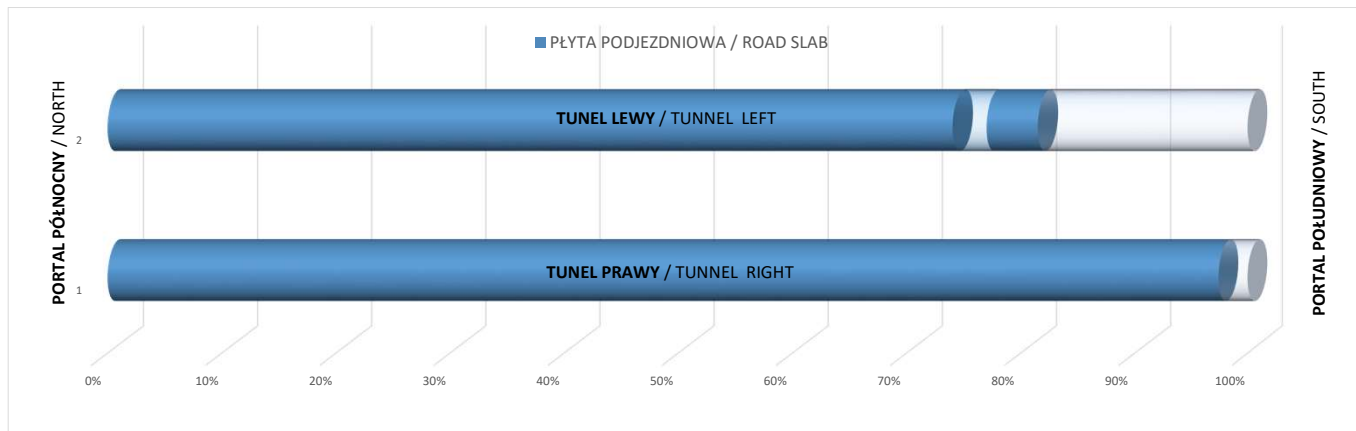 PŁYTA PODJEZDNIOWA / ROAD SLAB
PORTAL PÓŁNOCNY / NORTH
2
TUNEL LEWY / TUNNEL LEFT
1
TUNEL PRAWY / TUNNEL RIGHT
PORTAL POŁUDNIOWY / SOUTH
0%
10%
20%
30%
40%
50%
60%
70%
80%
90%
100%